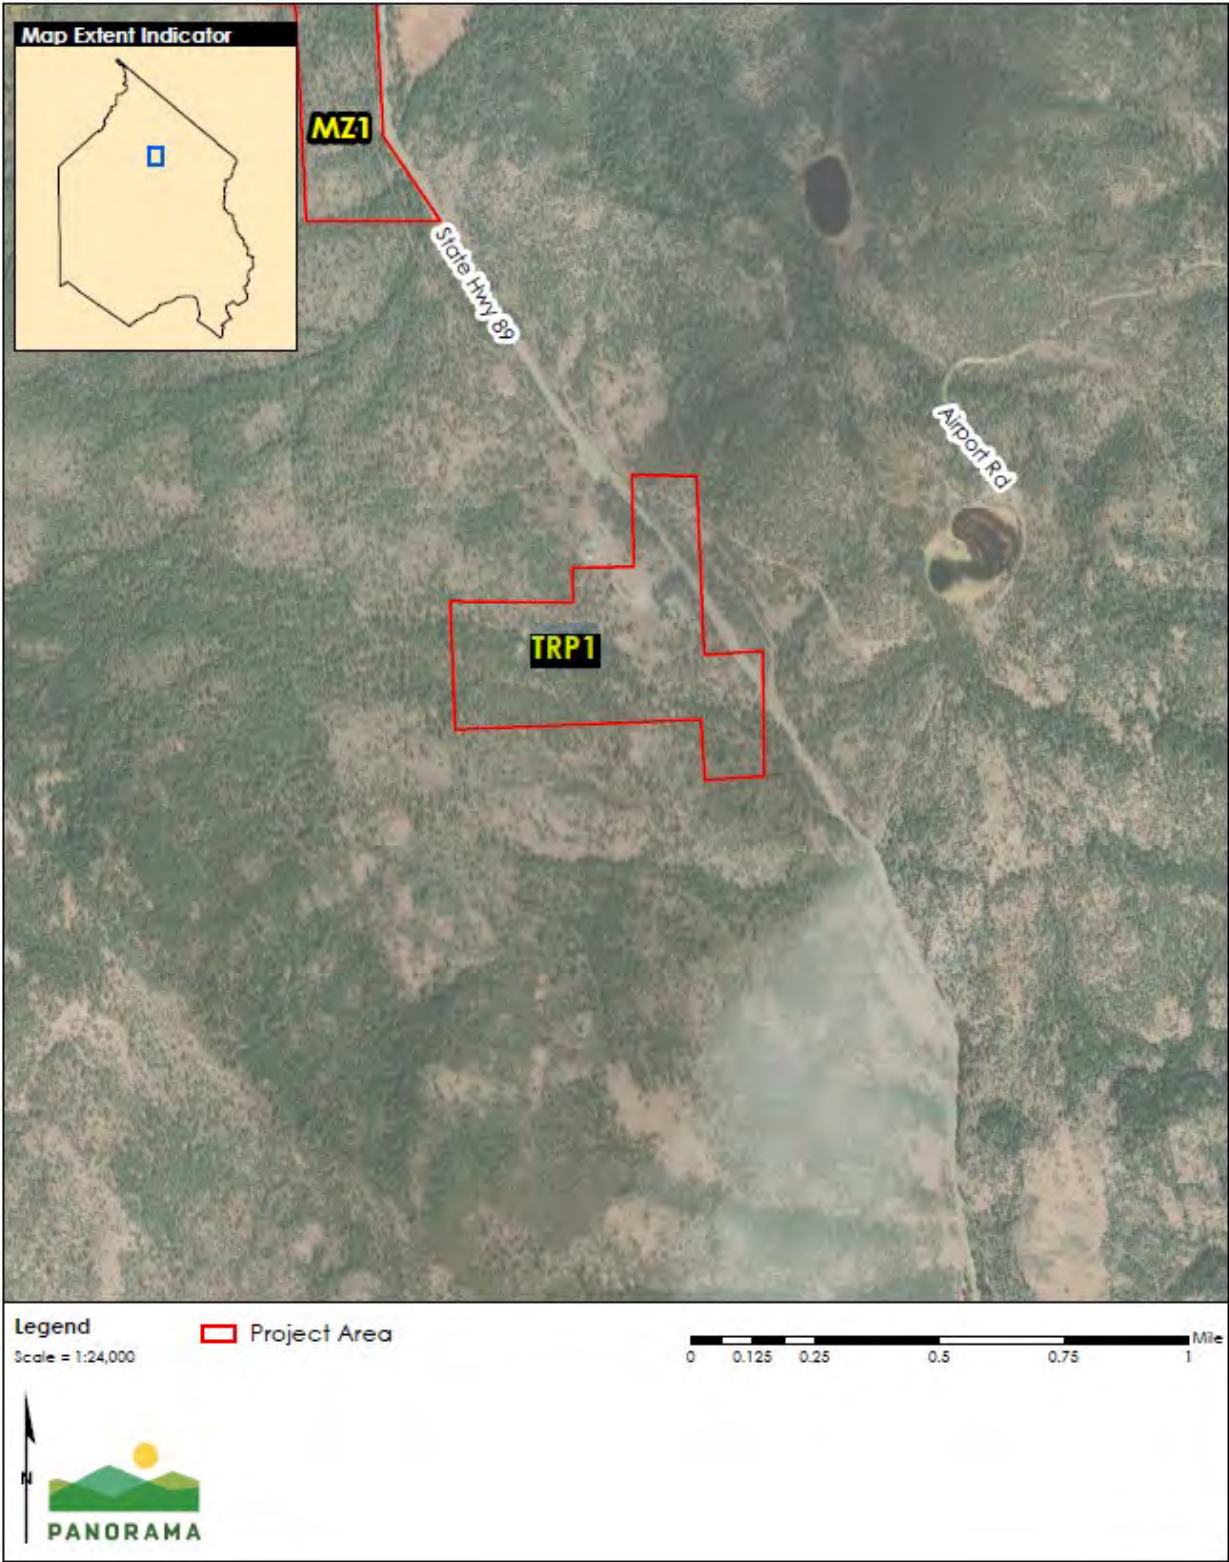 Map Extent Indicator
MZ1
State Hwy 89
Airport Rd
TRP1
Legend
Project Area
Scale = 1:24,000
Mile
0 0.125 0.25 0.5 0.75 1
N
PANORAMA